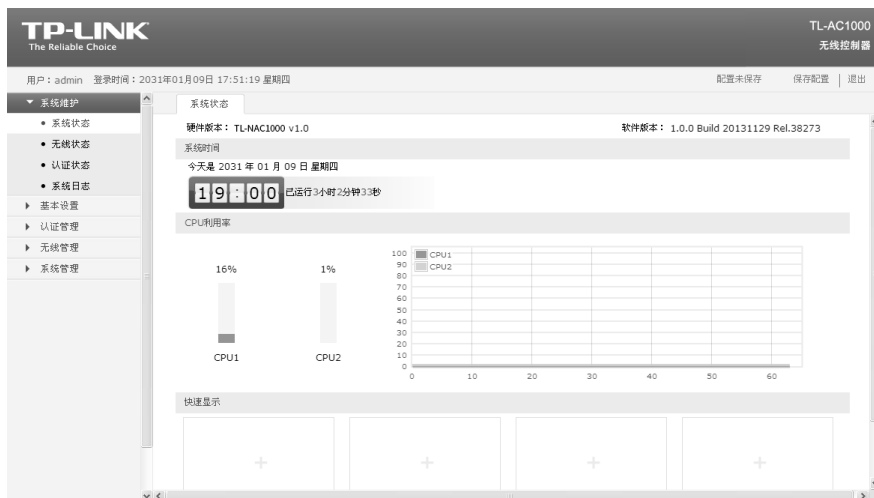 TP-LINK
The Reliable Choice
TL-AC1000
无线控制器
用户：admin 登录时间：2031年01月09日 17:51:19 星期四 配置未保存 保存配置 | 退出
系统维护
系统状态
无线状态
认证状态
系统日志
基本设置
认证管理
无线管理
系统管理
系统状态
硬件版本： TL-NAC1000 v1.0 软件版本： 1.0.0 Build 20131129 Rel.38273
系统时间
今天是 2031 年 01 月 09 日 星期四
19:00 已运行3小时2分钟33秒
CPU利用率
16% 1%
CPU1 CPU2
100
90
80
70
60
50
40
30
20
10
0
CPU1
CPU2
0 10 20 30 40 50 60
快速显示